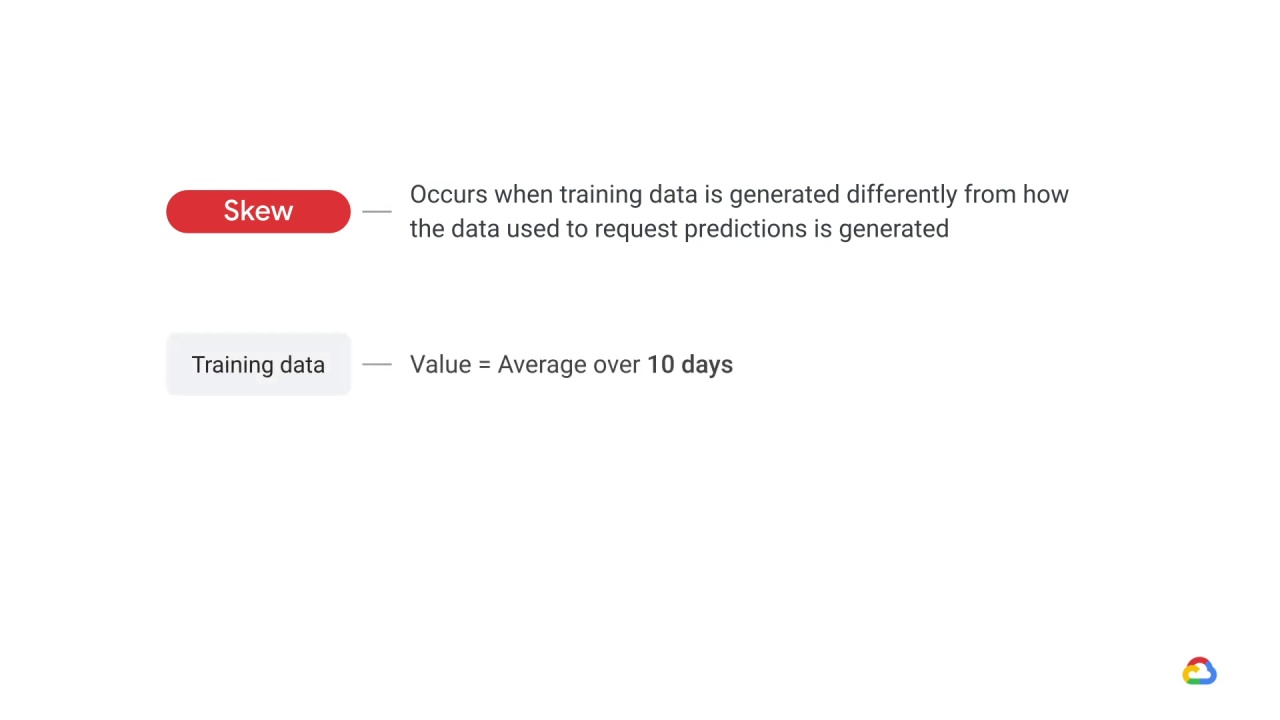 Skew
Occurs when training data is generated differently from how
the data used to request predictions is generated
Training data
Value = Average over 10 days